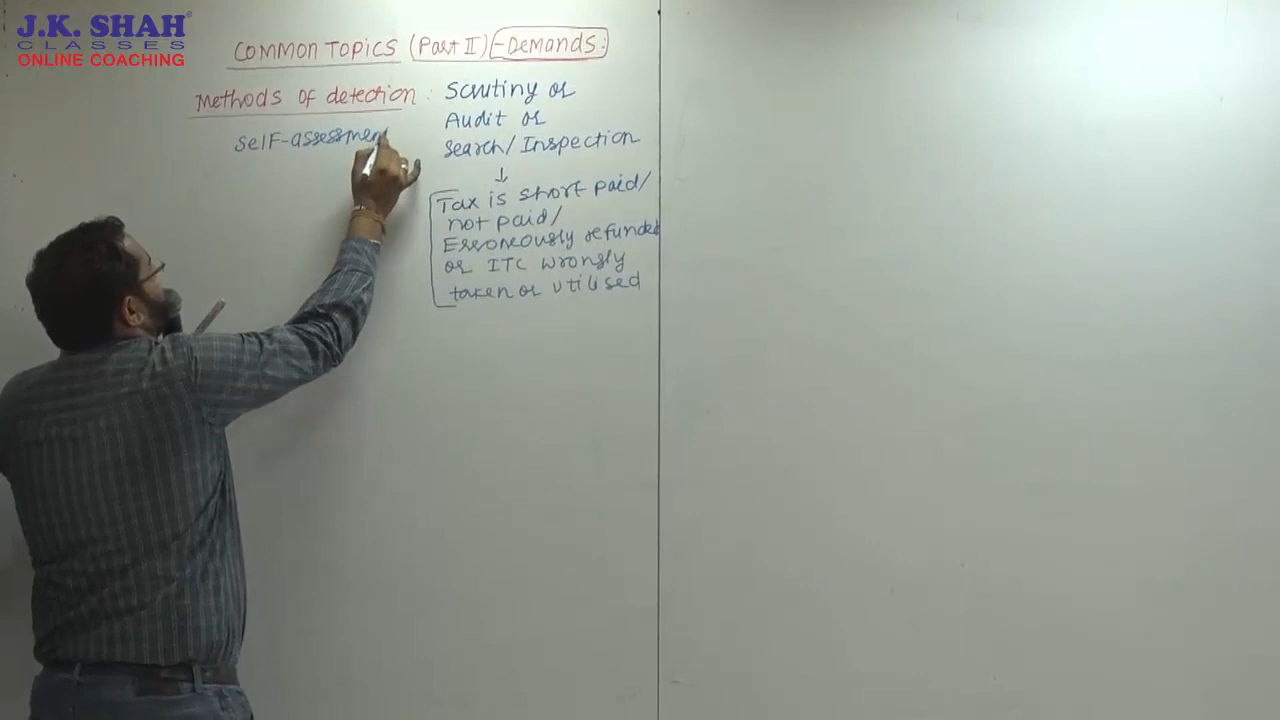 J.K. SHAH®
CLASSES
ONLINE COACHING
COMMON TOPICS (Part II) - Demands:
Methods of detection : Scrutiny or
Audit or
Search/Inspection
Self-assessment
↓
Tax is short paid/
not paid/
Erroneously refunded
or ITC wrongly
taken or utilised